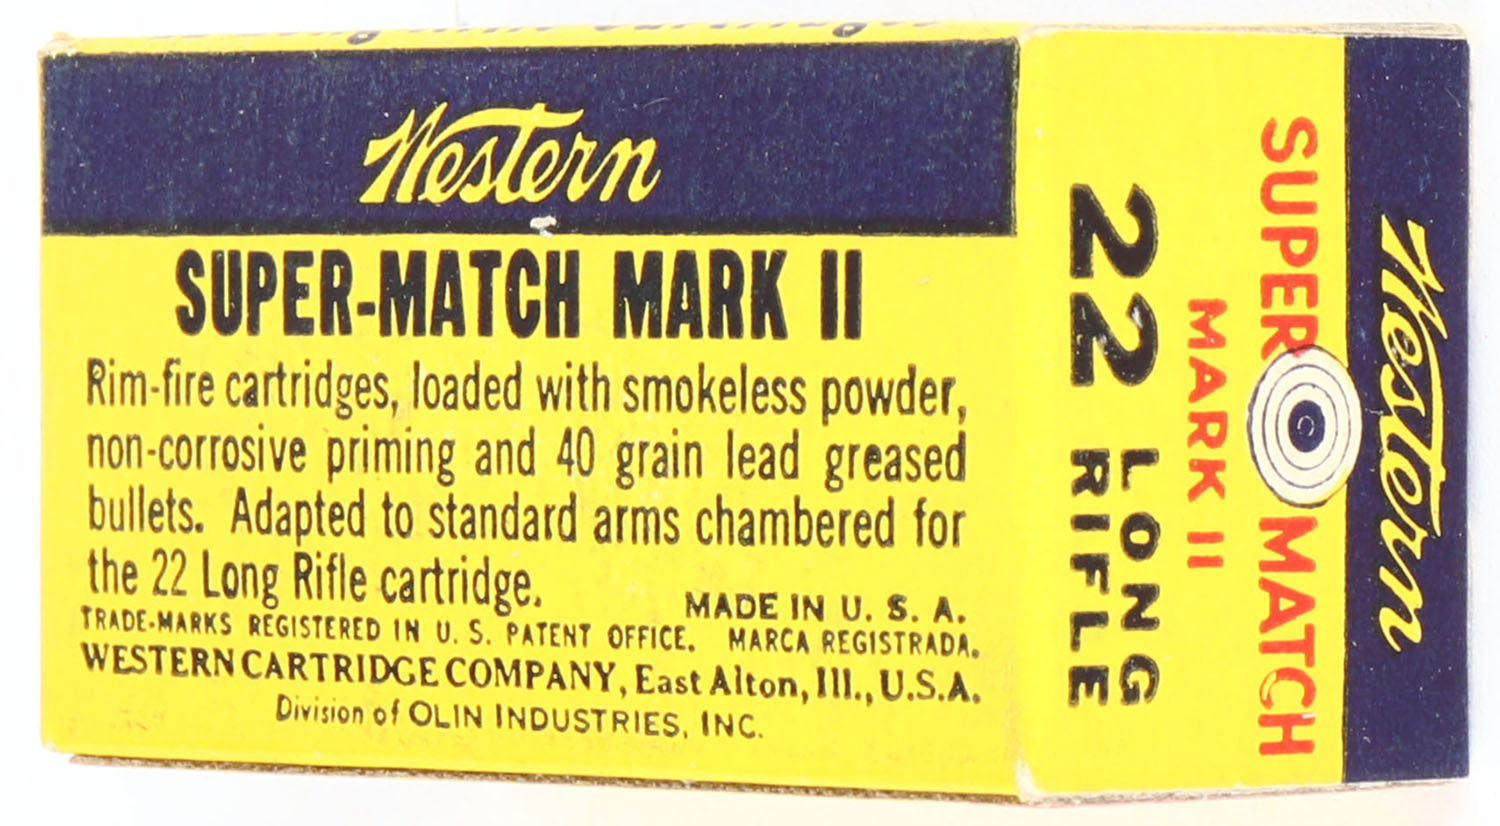 Western
SUPER-MATCH MARK II
Rim-fire cartridges, loaded with smokeless powder,
non-corrosive priming and 40 grain lead greased
bullets. Adapted to standard arms chambered for
the 22 Long Rifle cartridge.
MADE IN U. S. A.
TRADE-MARKS REGISTERED IN U. S. PATENT OFFICE. MARCA REGISTRADA.
WESTERN CARTRIDGE COMPANY, East Alton, Ill., U.S.A.
Division of OLIN INDUSTRIES, INC.
Western
SUPER MATCH
MARK II
22 LONG
RIFLE